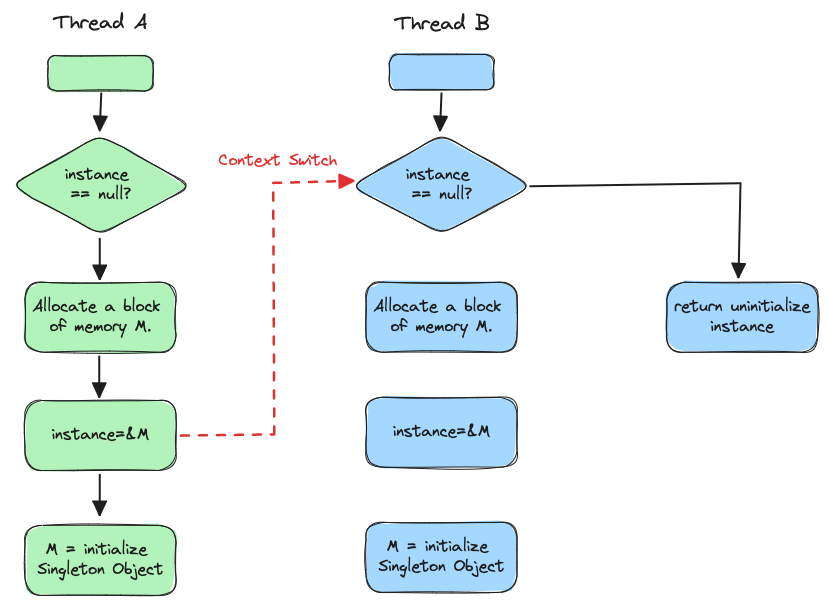 Thread A
Thread B
Context Switch
instance
== null?
instance
== null?
Allocate a block
of memory M.
Allocate a block
of memory M.
return uninitialize
instance
instance=&M
instance=&M
M = initialize
Singleton Object
M = initialize
Singleton Object